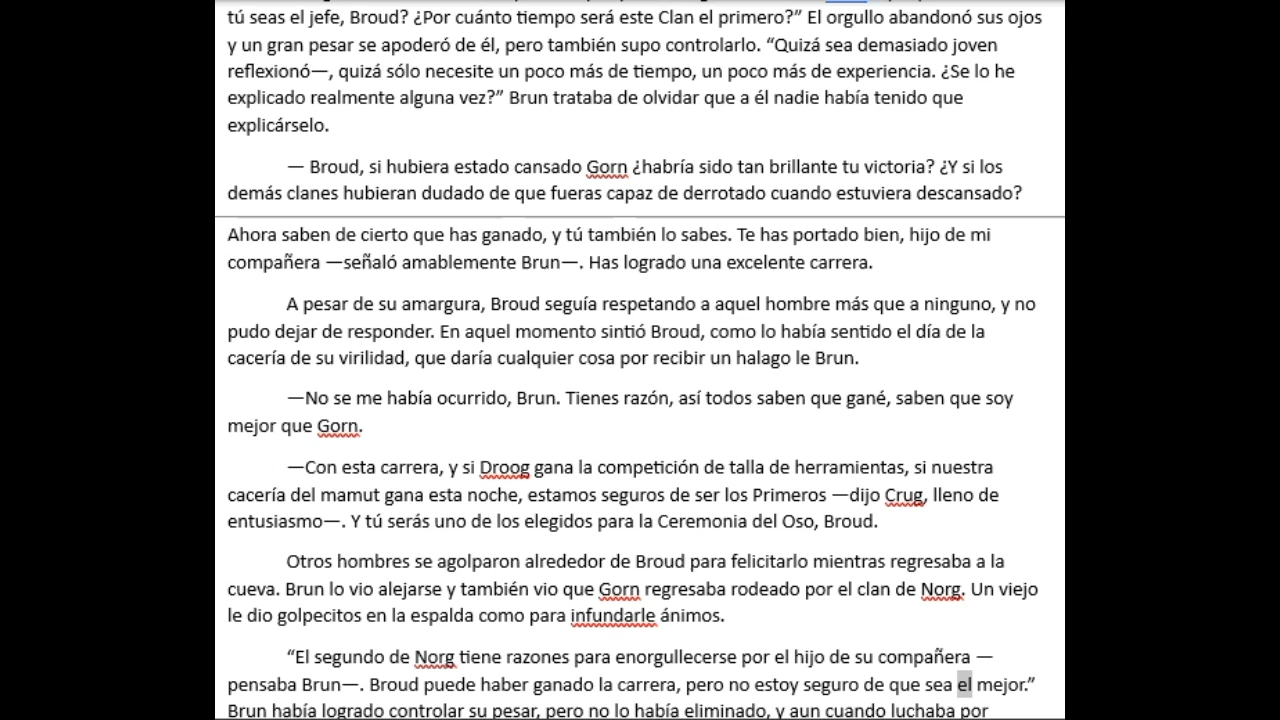 tú seas el jefe, Broud? ¿Por cuánto tiempo será este Clan el primero?” El orgullo abandonó sus ojos
y un gran pesar se apoderó de él, pero también supo controlarlo. “Quizá sea demasiado joven
reflexionó—, quizá sólo necesite un poco más de tiempo, un poco más de experiencia. ¿Se lo he
explicado realmente alguna vez?” Brun trataba de olvidar que a él nadie había tenido que
explicárselo.
— Broud, si hubiera estado cansado Gorn ¿habría sido tan brillante tu victoria? ¿Y si los
demás clanes hubieran dudado de que fueras capaz de derrotado cuando estuviera descansado?
Ahora saben de cierto que has ganado, y tú también lo sabes. Te has portado bien, hijo de mi
compañera —señaló amablemente Brun—. Has logrado una excelente carrera.
A pesar de su amargura, Broud seguía respetando a aquel hombre más que a ninguno, y no
pudo dejar de responder. En aquel momento sintió Broud, como lo había sentido el día de la
cacería de su virilidad, que daría cualquier cosa por recibir un halago le Brun.
—No se me había ocurrido, Brun. Tienes razón, así todos saben que gané, saben que soy
mejor que Gorn.
—Con esta carrera, y si Droog gana la competición de talla de herramientas, si nuestra
cacería del mamut gana esta noche, estamos seguros de ser los Primeros —dijo Crug, lleno de
entusiasmo—. Y tú serás uno de los elegidos para la Ceremonia del Oso, Broud.
Otros hombres se agolparon alrededor de Broud para felicitarlo mientras regresaba a la
cueva. Brun lo vio alejarse y también vio que Gorn regresaba rodeado por el clan de Norg. Un viejo
le dio golpecitos en la espalda como para infundarle ánimos.
“El segundo de Norg tiene razones para enorgullecerse por el hijo de su compañera —
pensaba Brun—. Broud puede haber ganado la carrera, pero no estoy seguro de que sea el mejor.”
Brun había logrado controlar su pesar, pero no lo había eliminado, y aun cuando luchaba por